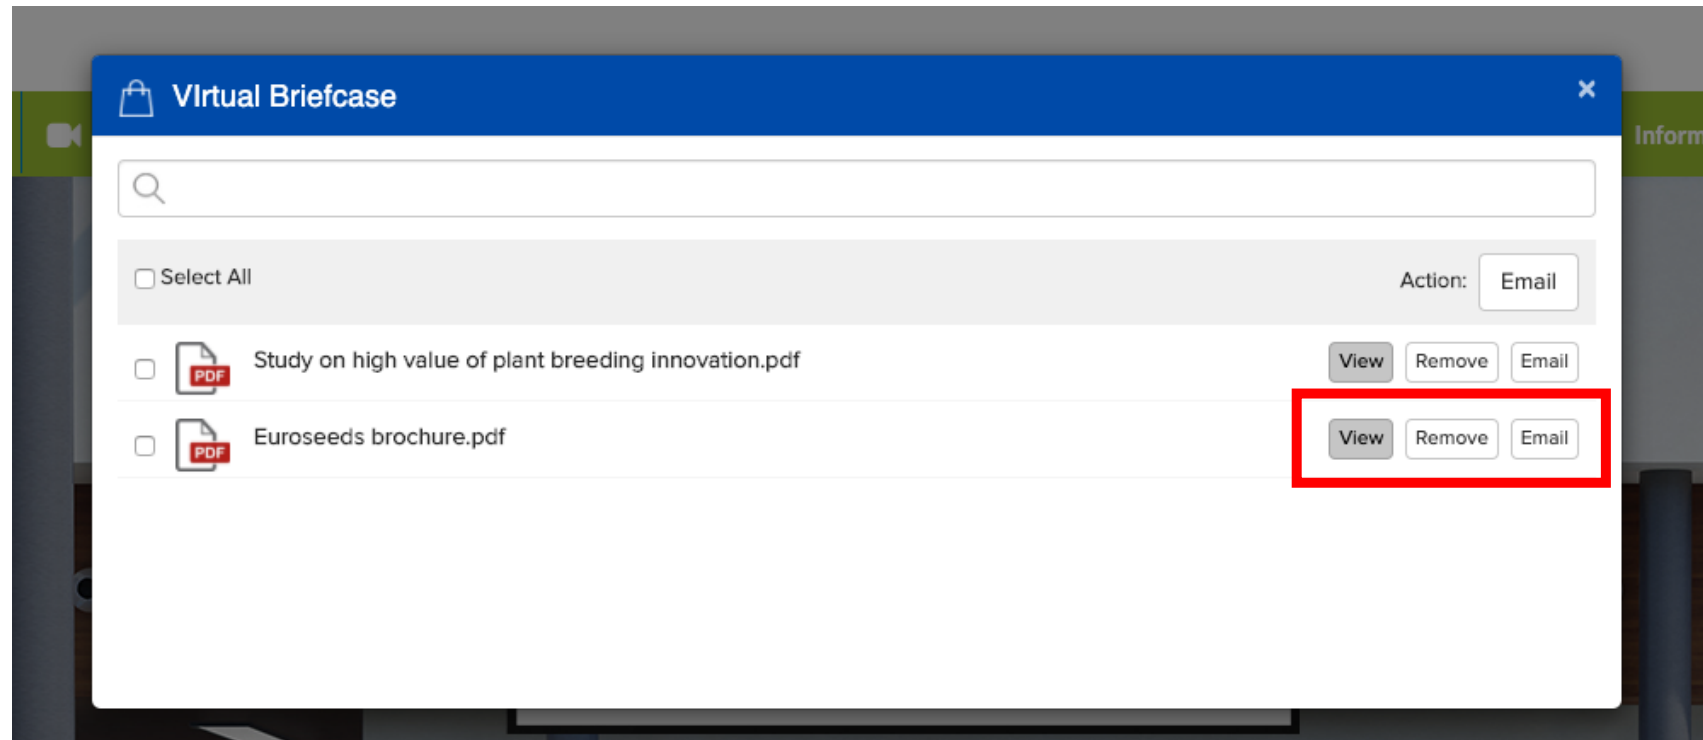 VIrtual Briefcase ×
Inform
Select All Action: Email
PDF Study on high value of plant breeding innovation.pdf View Remove Email
PDF Euroseeds brochure.pdf View Remove Email